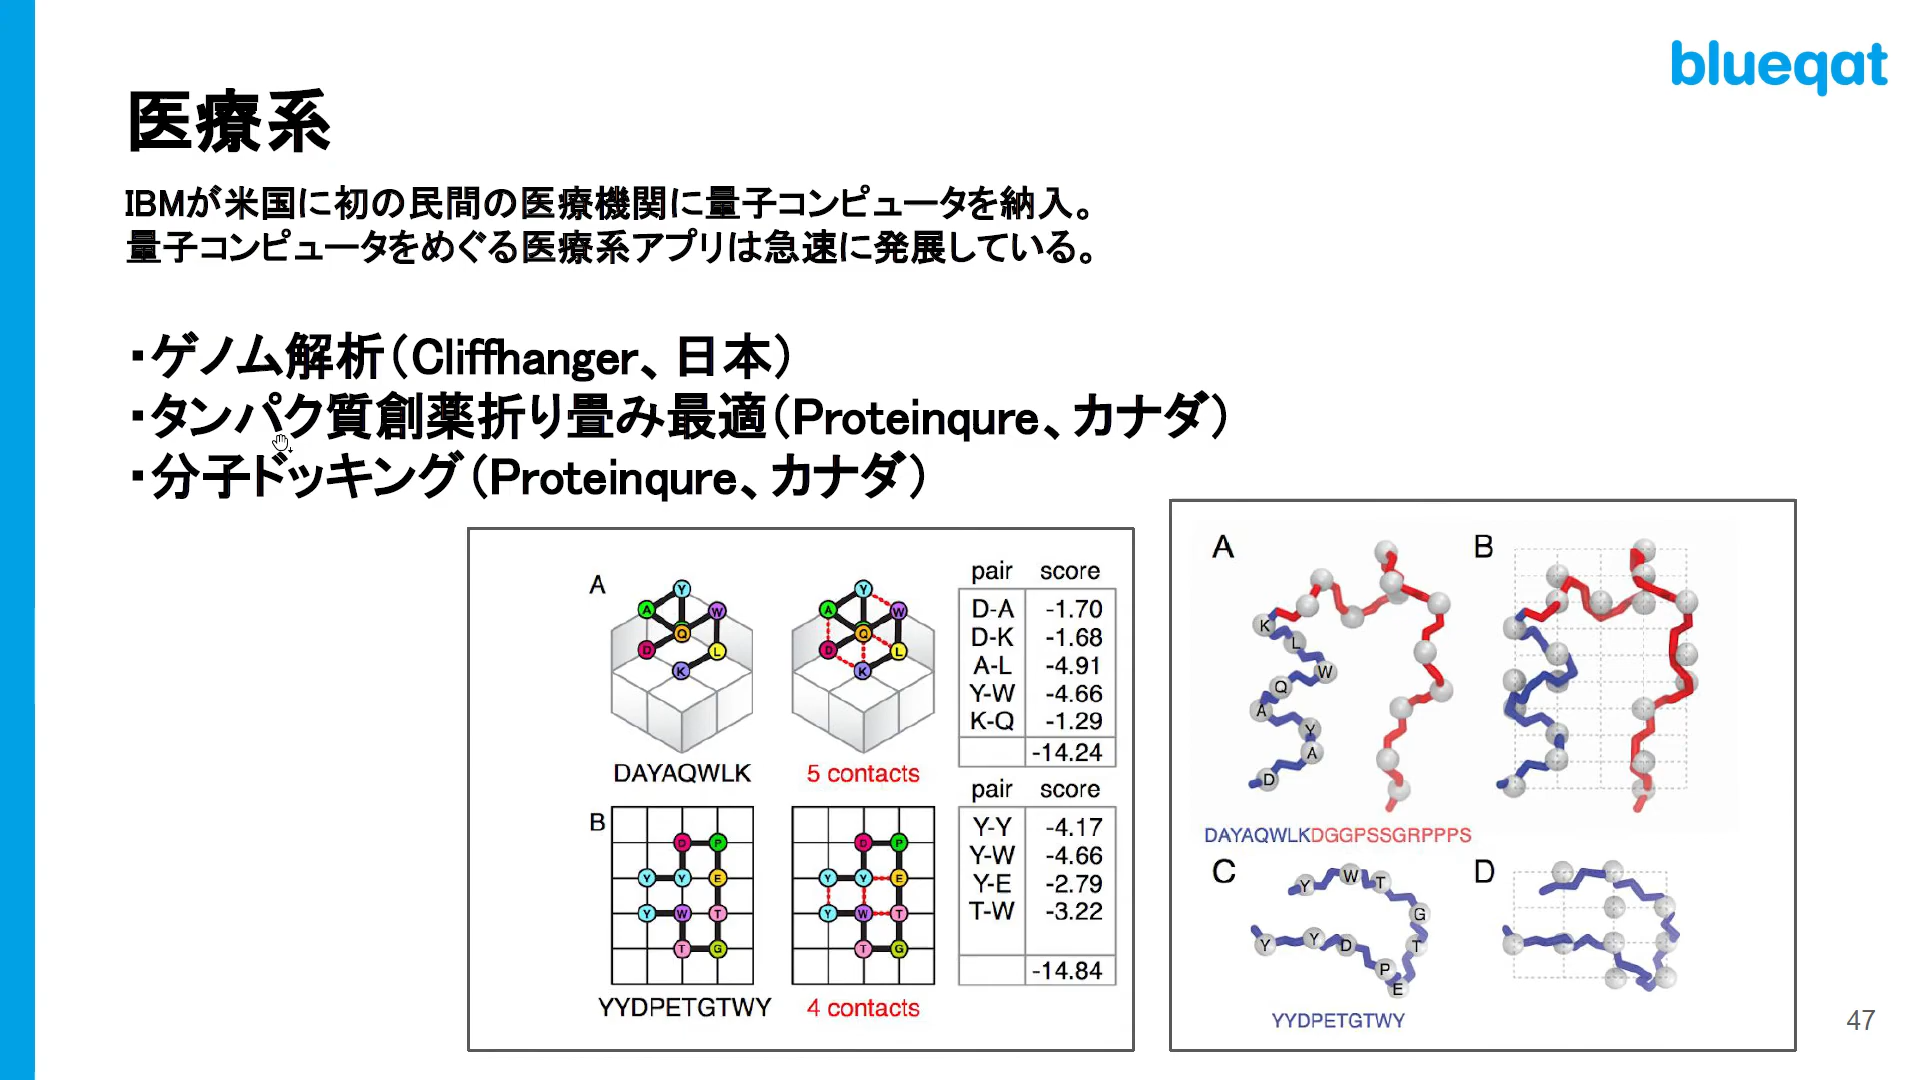 blueqat
医療系
IBMが米国に初の民間の医療機関に量子コンピュータを納入。
量子コンピュータをめぐる医療系アプリは急速に発展している。
・ゲノム解析（Cliffhanger、日本）
・タンパク質創薬折り畳み最適（Proteinqure、カナダ）
・分子ドッキング（Proteinqure、カナダ）
A
Y
A
W
Q
D
L
K
DAYAQWLK
Y
A
W
Q
D
L
K
5 contacts
pair score
D-A -1.70
D-K -1.68
A-L -4.91
Y-W -4.66
K-Q -1.29
-14.24
B
D P
Y Y E
Y W T
T G
YYDPETGTWY
D P
Y Y E
Y W T
T G
4 contacts
pair score
Y-Y -4.17
Y-W -4.66
Y-E -2.79
T-W -3.22
-14.84
A
K
L
W
Q
A
Y
A
D
B
DAYAQWLKDGGPSSGRPPPS
C
Y W T
G
Y Y D T
P
E
D
YYDPETGTWY
47